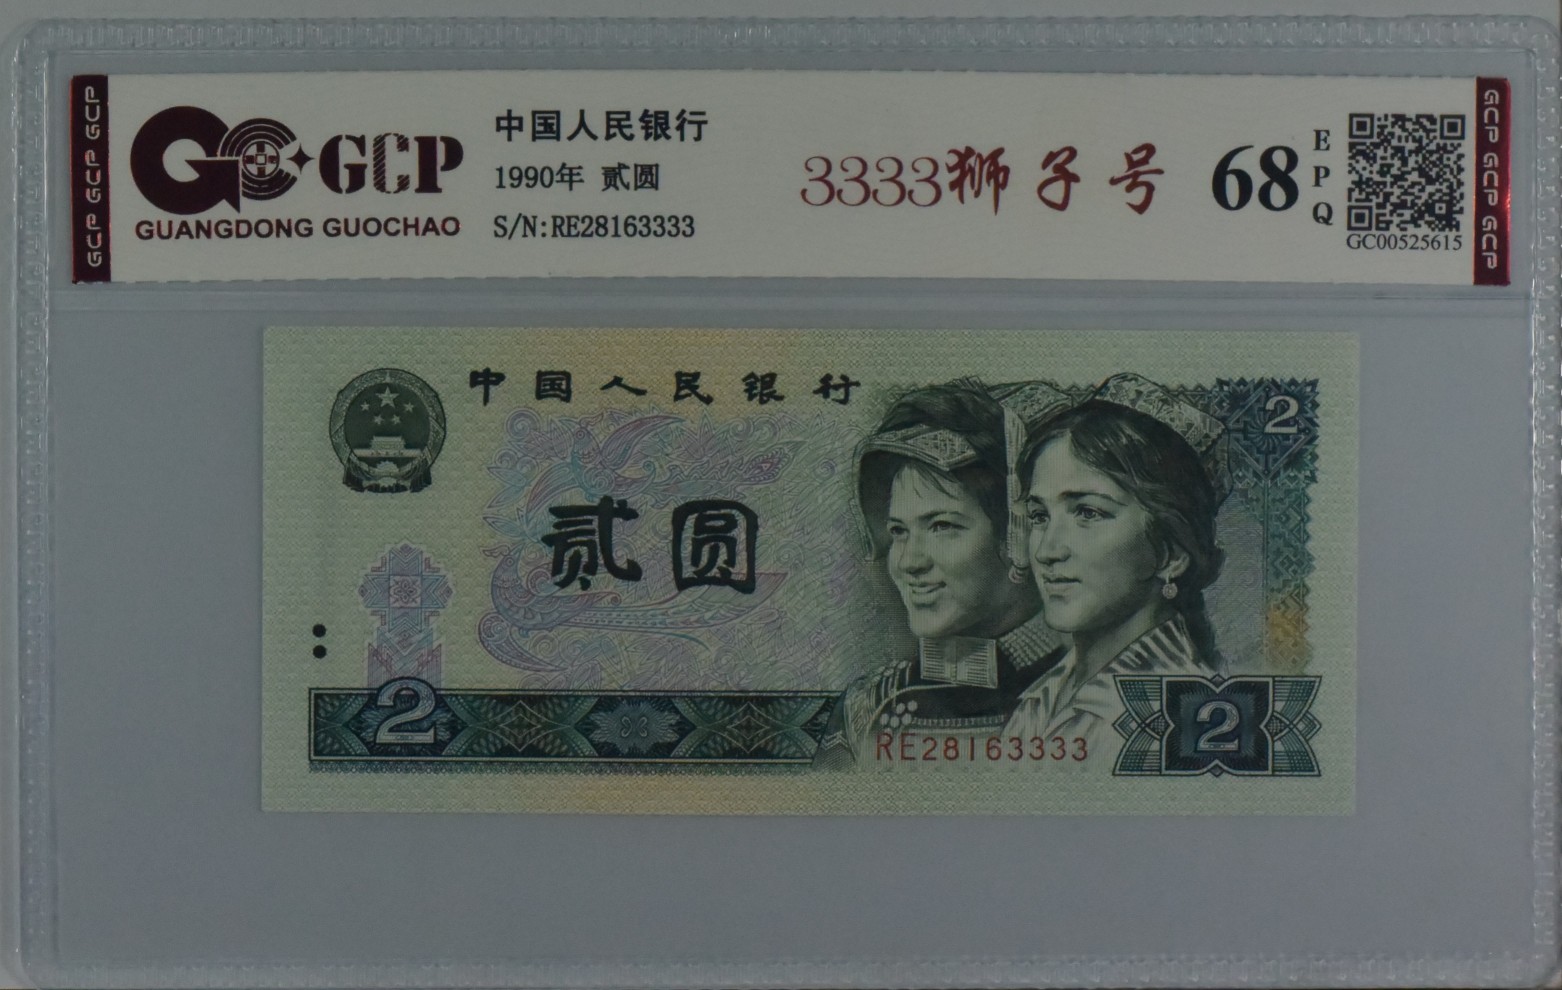 GCP GCP GCP
GCP
GUANGDONG GUOCHAO
中国人民银行
1990年 贰圆
S/N:RE28163333
3333狮子号
68
EPQ
GC00525615
GCP GCP GCP
中国人民银行
2
贰圆
2
RE28163333
2